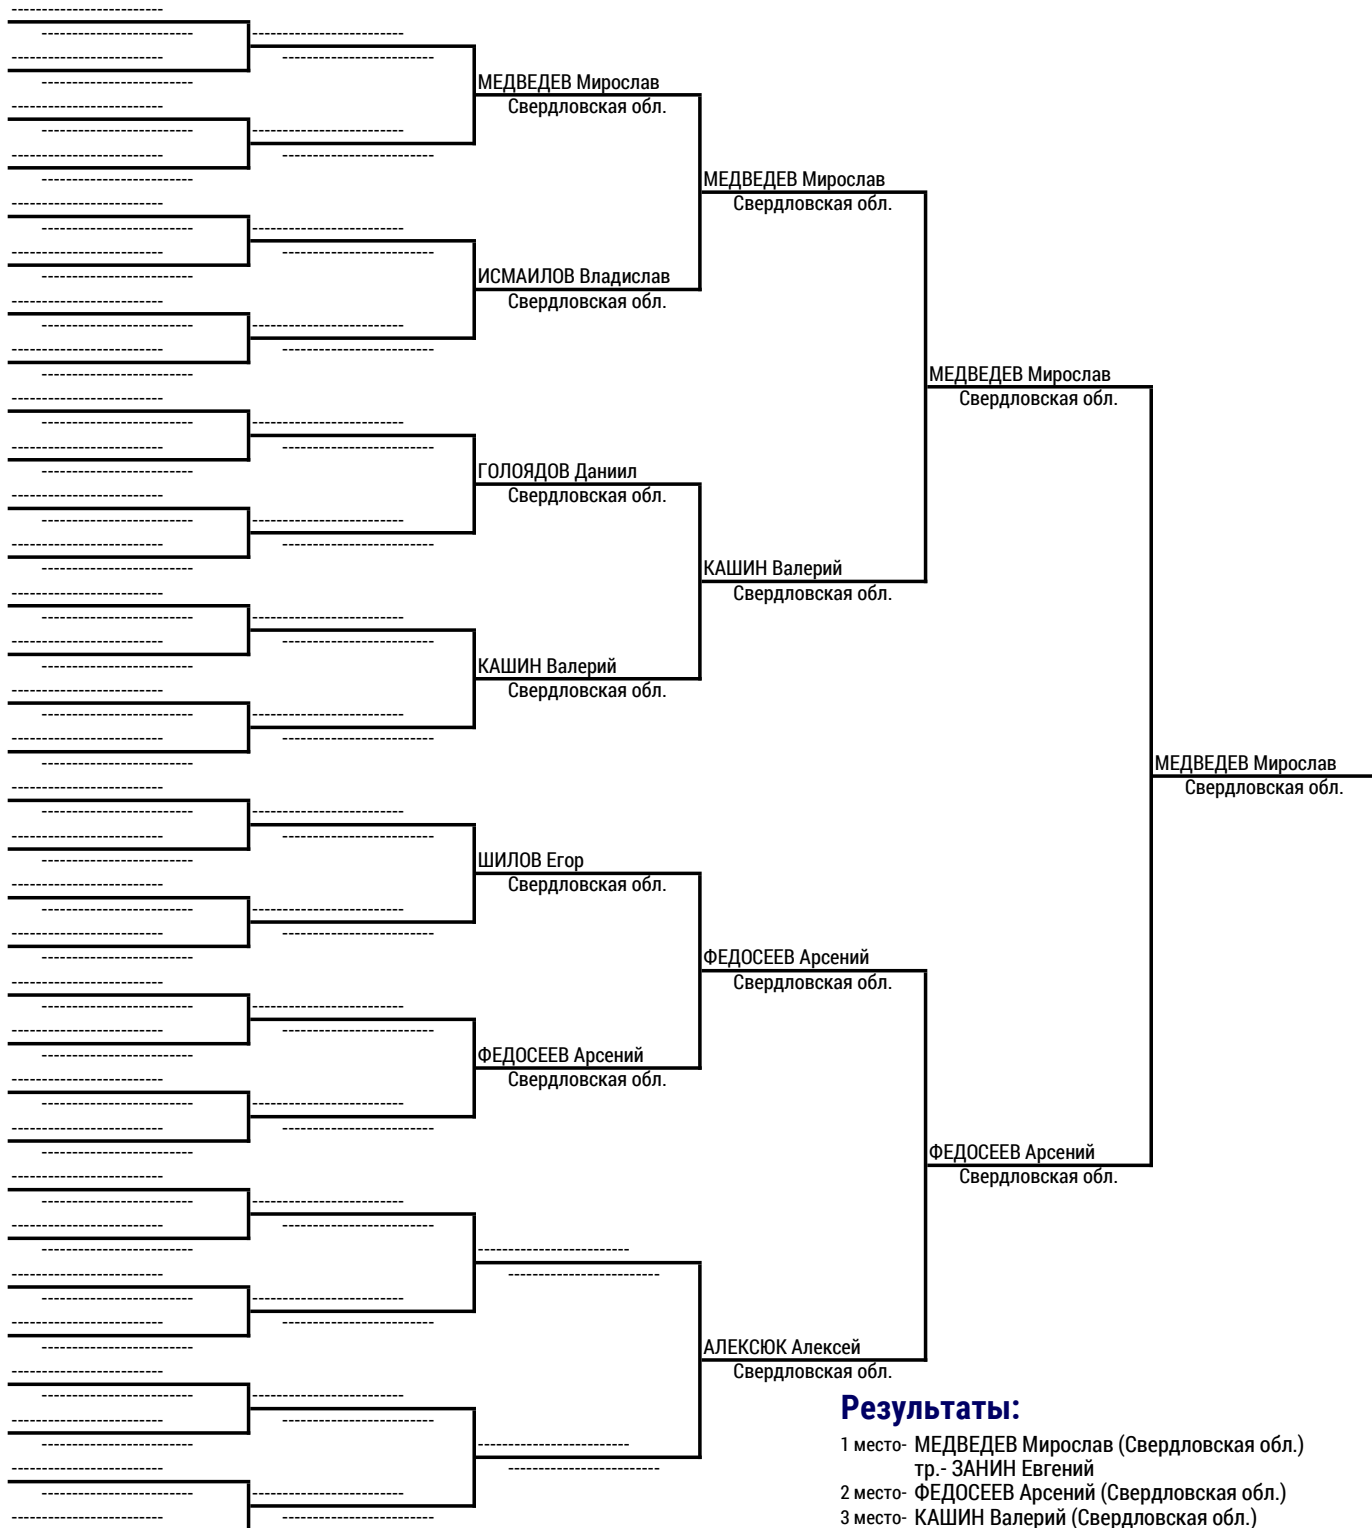 МЕДВЕДЕВ Мирослав
Свердловская обл.
МЕДВЕДЕВ Мирослав
Свердловская обл.
ИСМАИЛОВ Владислав
Свердловская обл.
МЕДВЕДЕВ Мирослав
Свердловская обл.
ГОЛОЯДОВ Даниил
Свердловская обл.
КАШИН Валерий
Свердловская обл.
КАШИН Валерий
Свердловская обл.
МЕДВЕДЕВ Мирослав
Свердловская обл.
ШИЛОВ Егор
Свердловская обл.
ФЕДОСЕЕВ Арсений
Свердловская обл.
ФЕДОСЕЕВ Арсений
Свердловская обл.
ФЕДОСЕЕВ Арсений
Свердловская обл.
АЛЕКСЮК Алексей
Свердловская обл.
Результаты:
1 место- МЕДВЕДЕВ Мирослав (Свердловская обл.)
тр.- ЗАНИН Евгений
2 место- ФЕДОСЕЕВ Арсений (Свердловская обл.)
3 место- КАШИН Валерий (Свердловская обл.)